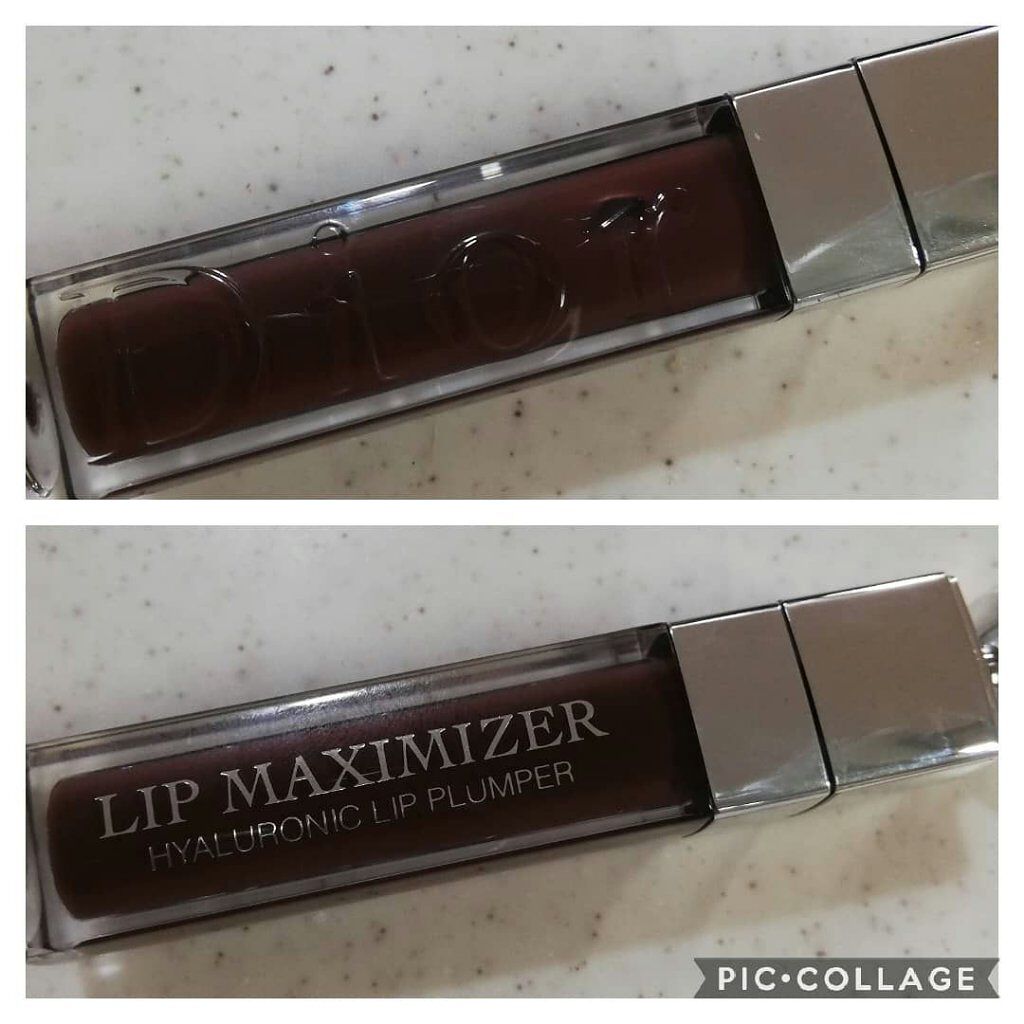 Dior
LIP MAXIMIZER
HYALURONIC LIP PLUMPER
PIC•COLLAGE